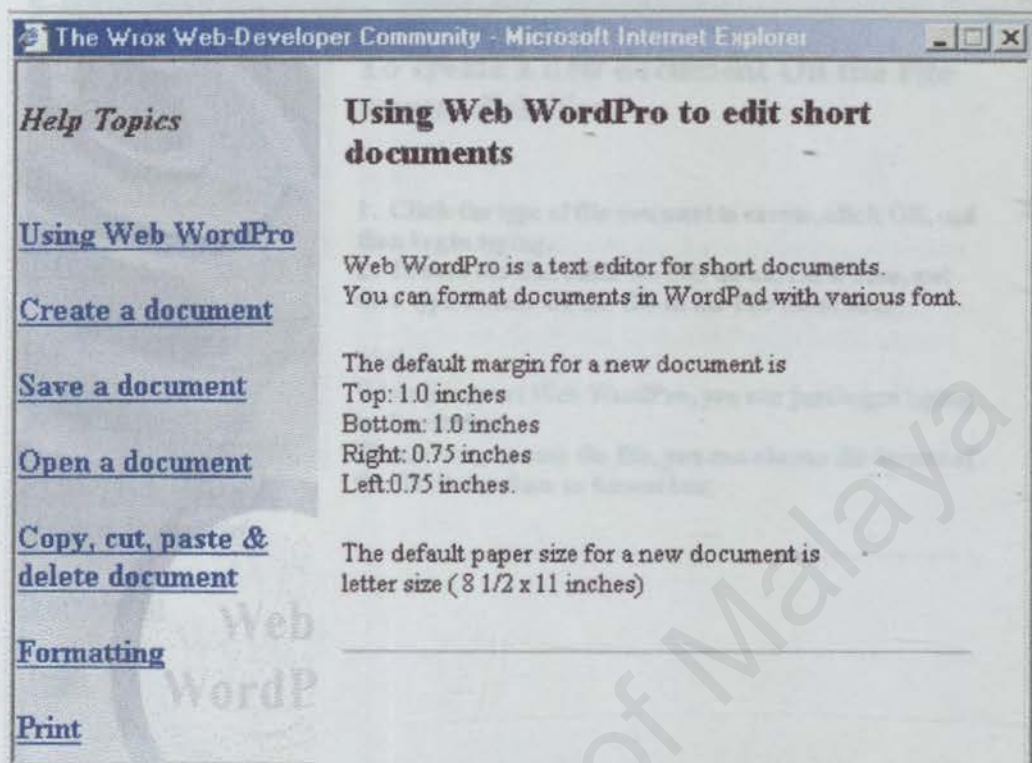 The Wrox Web-Developer Community - Microsoft Internet Explorer
Help Topics
Using Web WordPro
Create a document
Save a document
Open a document
Copy, cut, paste &
delete document
Formatting
Print
Using Web WordPro to edit short
documents
Web WordPro is a text editor for short documents.
You can format documents in WordPad with various font.
The default margin for a new document is
Top: 1.0 inches
Bottom: 1.0 inches
Right: 0.75 inches
Left:0.75 inches.
The default paper size for a new document is
letter size ( 8 1/2 x 11 inches)
Web
WordP
of Malaya